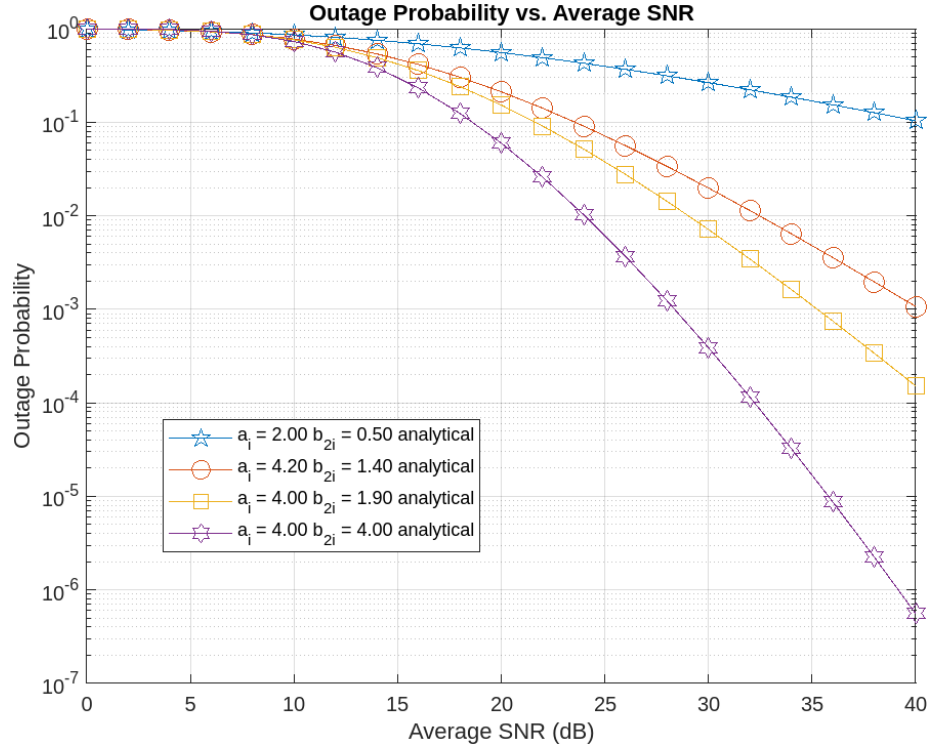 Outage Probability vs. Average SNR
10^0
10^-1
10^-2
10^-3
10^-4
10^-5
10^-6
10^-7
Outage Probability
a_i = 2.00 b_2i = 0.50 analytical
a_i = 4.20 b_2i = 1.40 analytical
a_i = 4.00 b_2i = 1.90 analytical
a_i = 4.00 b_2i = 4.00 analytical
0 5 10 15 20 25 30 35 40
Average SNR (dB)